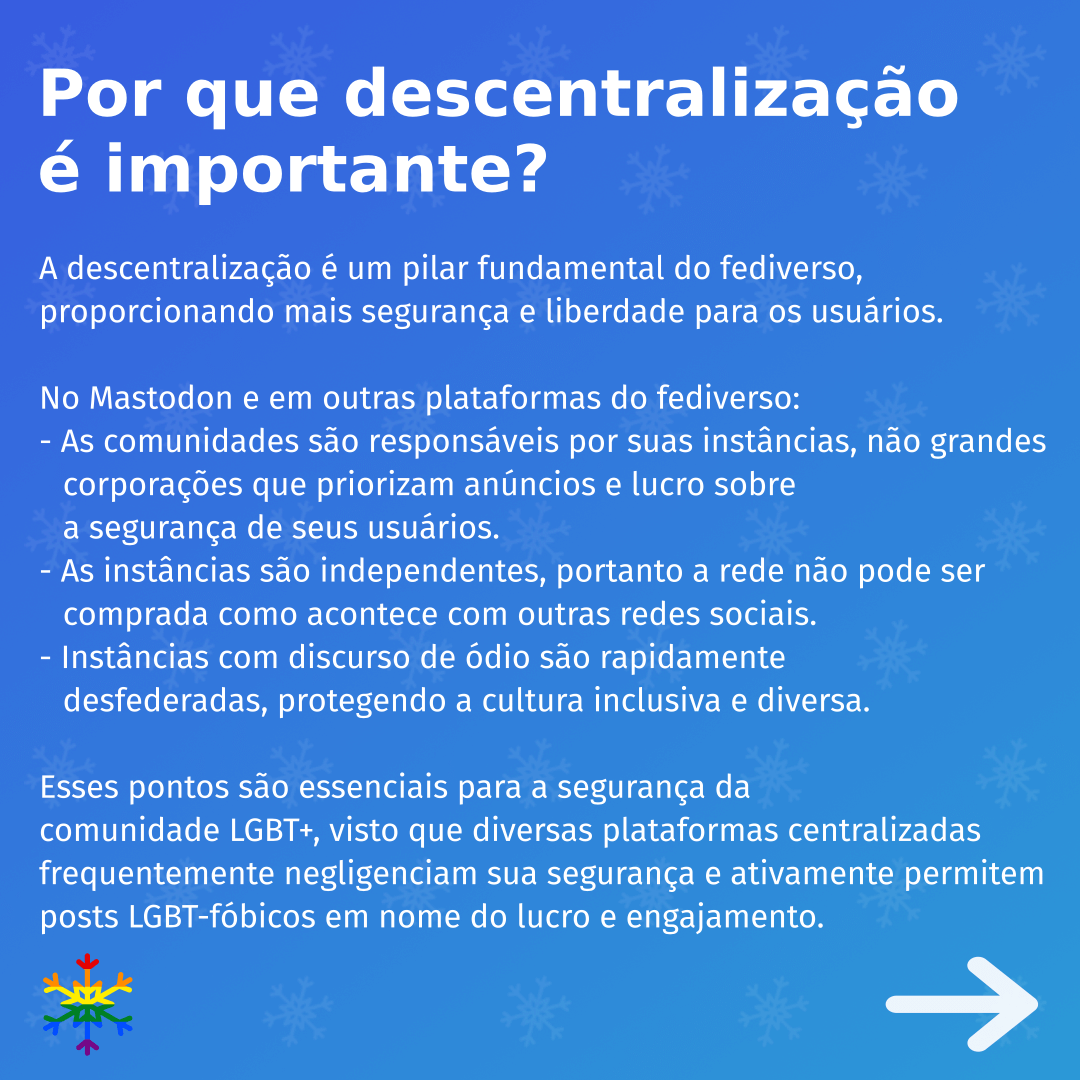 Por que descentralização
é importante?
A descentralização é um pilar fundamental do fediverso,
proporcionando mais segurança e liberdade para os usuários.
No Mastodon e em outras plataformas do fediverso:
- As comunidades são responsáveis por suas instâncias, não grandes
corporações que priorizam anúncios e lucro sobre
a segurança de seus usuários.
- As instâncias são independentes, portanto a rede não pode ser
comprada como acontece com outras redes sociais.
- Instâncias com discurso de ódio são rapidamente
desfederadas, protegendo a cultura inclusiva e diversa.
Esses pontos são essenciais para a segurança da
comunidade LGBT+, visto que diversas plataformas centralizadas
frequentemente negligenciam sua segurança e ativamente permitem
posts LGBT-fóbicos em nome do lucro e engajamento.